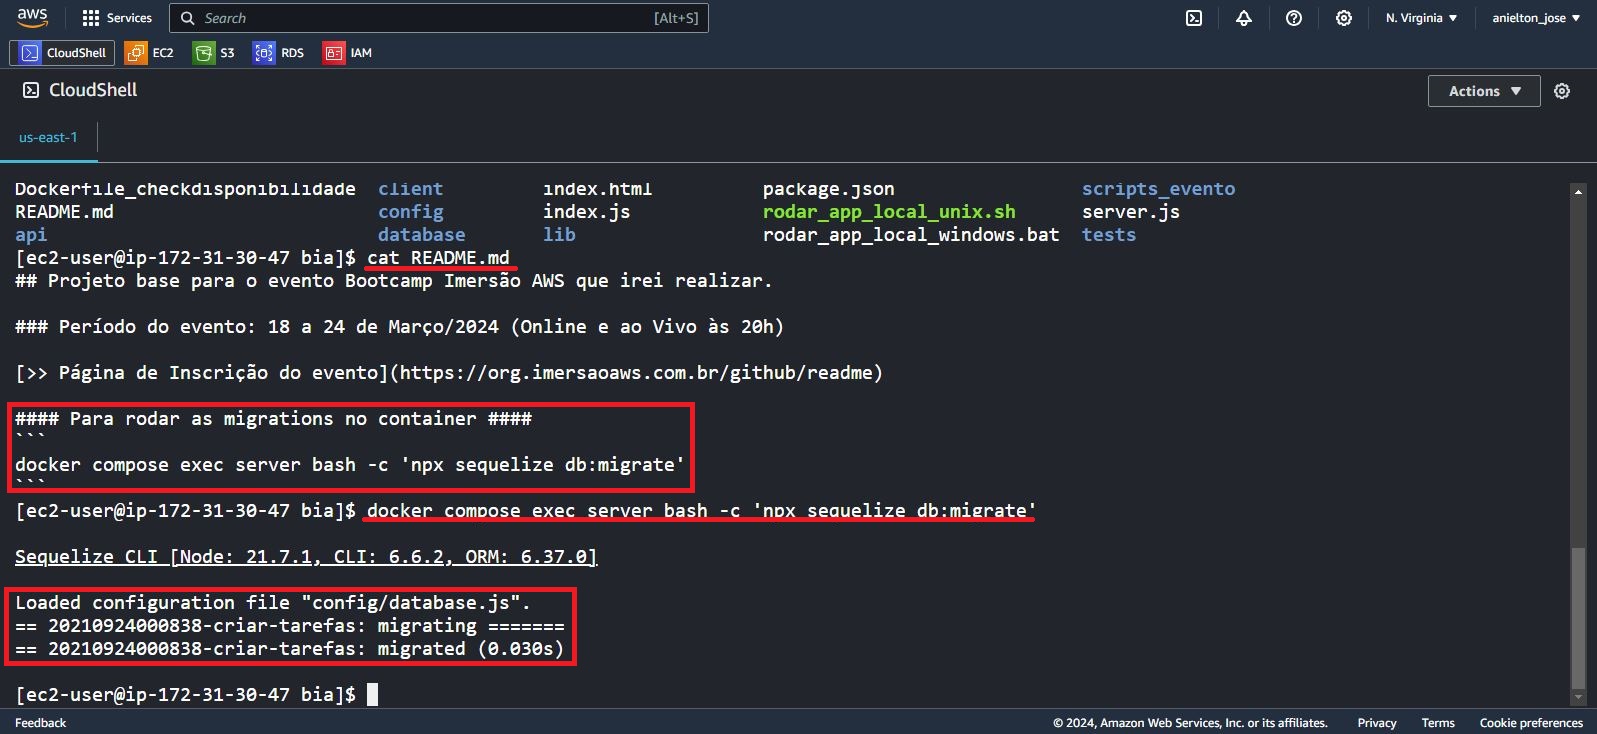 aws Services Search [Alt+S] N. Virginia anielton_jose
CloudShell EC2 S3 RDS IAM
CloudShell Actions
us-east-1
Dockerfile_checkdisponibilidade client index.html package.json scripts_evento
README.md config index.js rodar_app_local_unix.sh server.js
api database lib rodar_app_local_windows.bat tests
[ec2-user@ip-172-31-30-47 bia]$ cat README.md
## Projeto base para o evento Bootcamp Imersão AWS que irei realizar.
### Período do evento: 18 a 24 de Março/2024 (Online e ao Vivo às 20h)
[>> Página de Inscrição do evento](https://org.imersaoaws.com.br/github/readme)
#### Para rodar as migrations no container ####
```
docker compose exec server bash -c 'npx sequelize db:migrate'
```
[ec2-user@ip-172-31-30-47 bia]$ docker compose exec server bash -c 'npx sequelize db:migrate'
Sequelize CLI [Node: 21.7.1, CLI: 6.6.2, ORM: 6.37.0]
Loaded configuration file "config/database.js".
== 20210924000838-criar-tarefas: migrating =======
== 20210924000838-criar-tarefas: migrated (0.030s)
[ec2-user@ip-172-31-30-47 bia]$
Feedback © 2024, Amazon Web Services, Inc. or its affiliates. Privacy Terms Cookie preferences